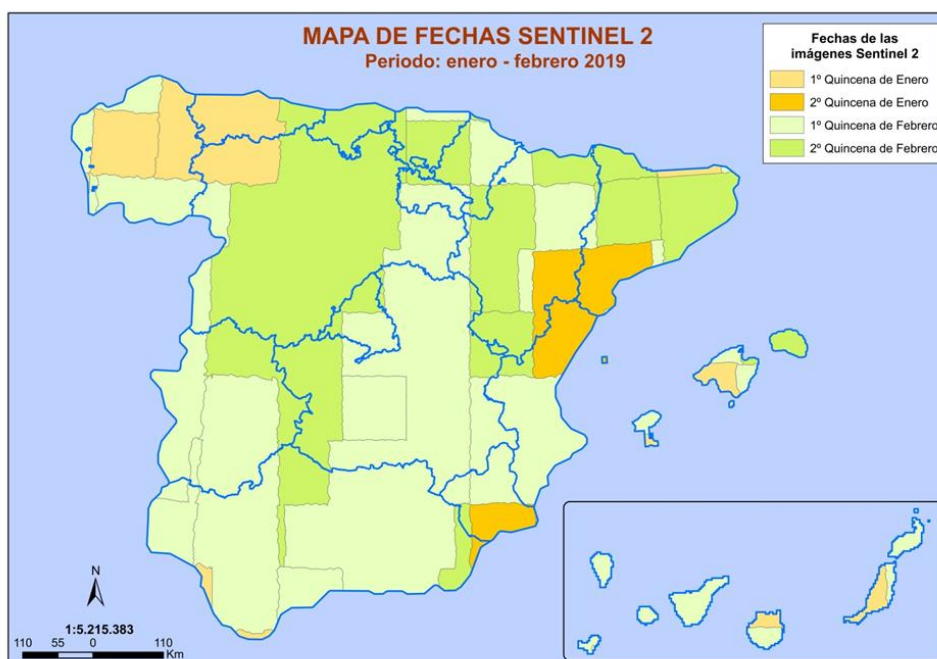 MAPA DE FECHAS SENTINEL 2
Periodo: enero - febrero 2019
Fechas de las
imágenes Sentinel 2
1º Quincena de Enero
2º Quincena de Enero
1º Quincena de Febrero
2º Quincena de Febrero
N
1:5.215.383
110 55 0 110
Km